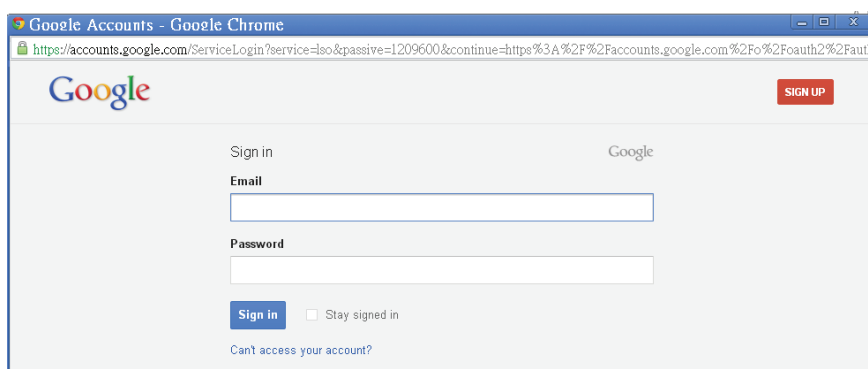 Google Accounts - Google Chrome
https://accounts.google.com/ServiceLogin?service=lso&passive=1209600&continue=https%3A%2F%2Faccounts.google.com%2Fo%2Foauth2%2Faut
Google
SIGN UP
Sign in
Google
Email
Password
Sign in
Stay signed in
Can't access your account?